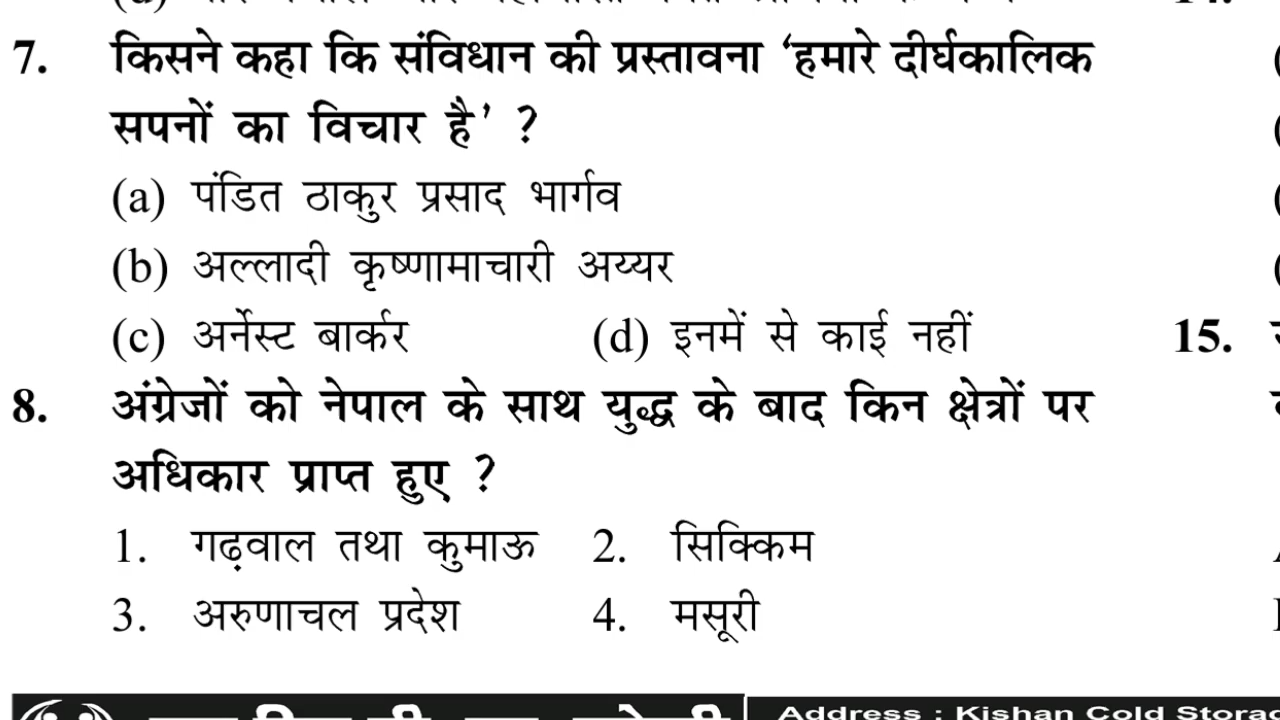 7. किसने कहा कि संविधान की प्रस्तावना ‘हमारे दीर्घकालिक
सपनों का विचार है’ ?
(a) पंडित ठाकुर प्रसाद भार्गव
(b) अल्लादी कृष्णामाचारी अय्यर
(c) अर्नेस्ट बार्कर (d) इनमें से काई नहीं
15.
8. अंग्रेजों को नेपाल के साथ युद्ध के बाद किन क्षेत्रों पर
अधिकार प्राप्त हुए ?
1. गढ़वाल तथा कुमाऊ 2. सिक्किम
3. अरुणाचल प्रदेश 4. मसूरी
Address : Kishan Cold